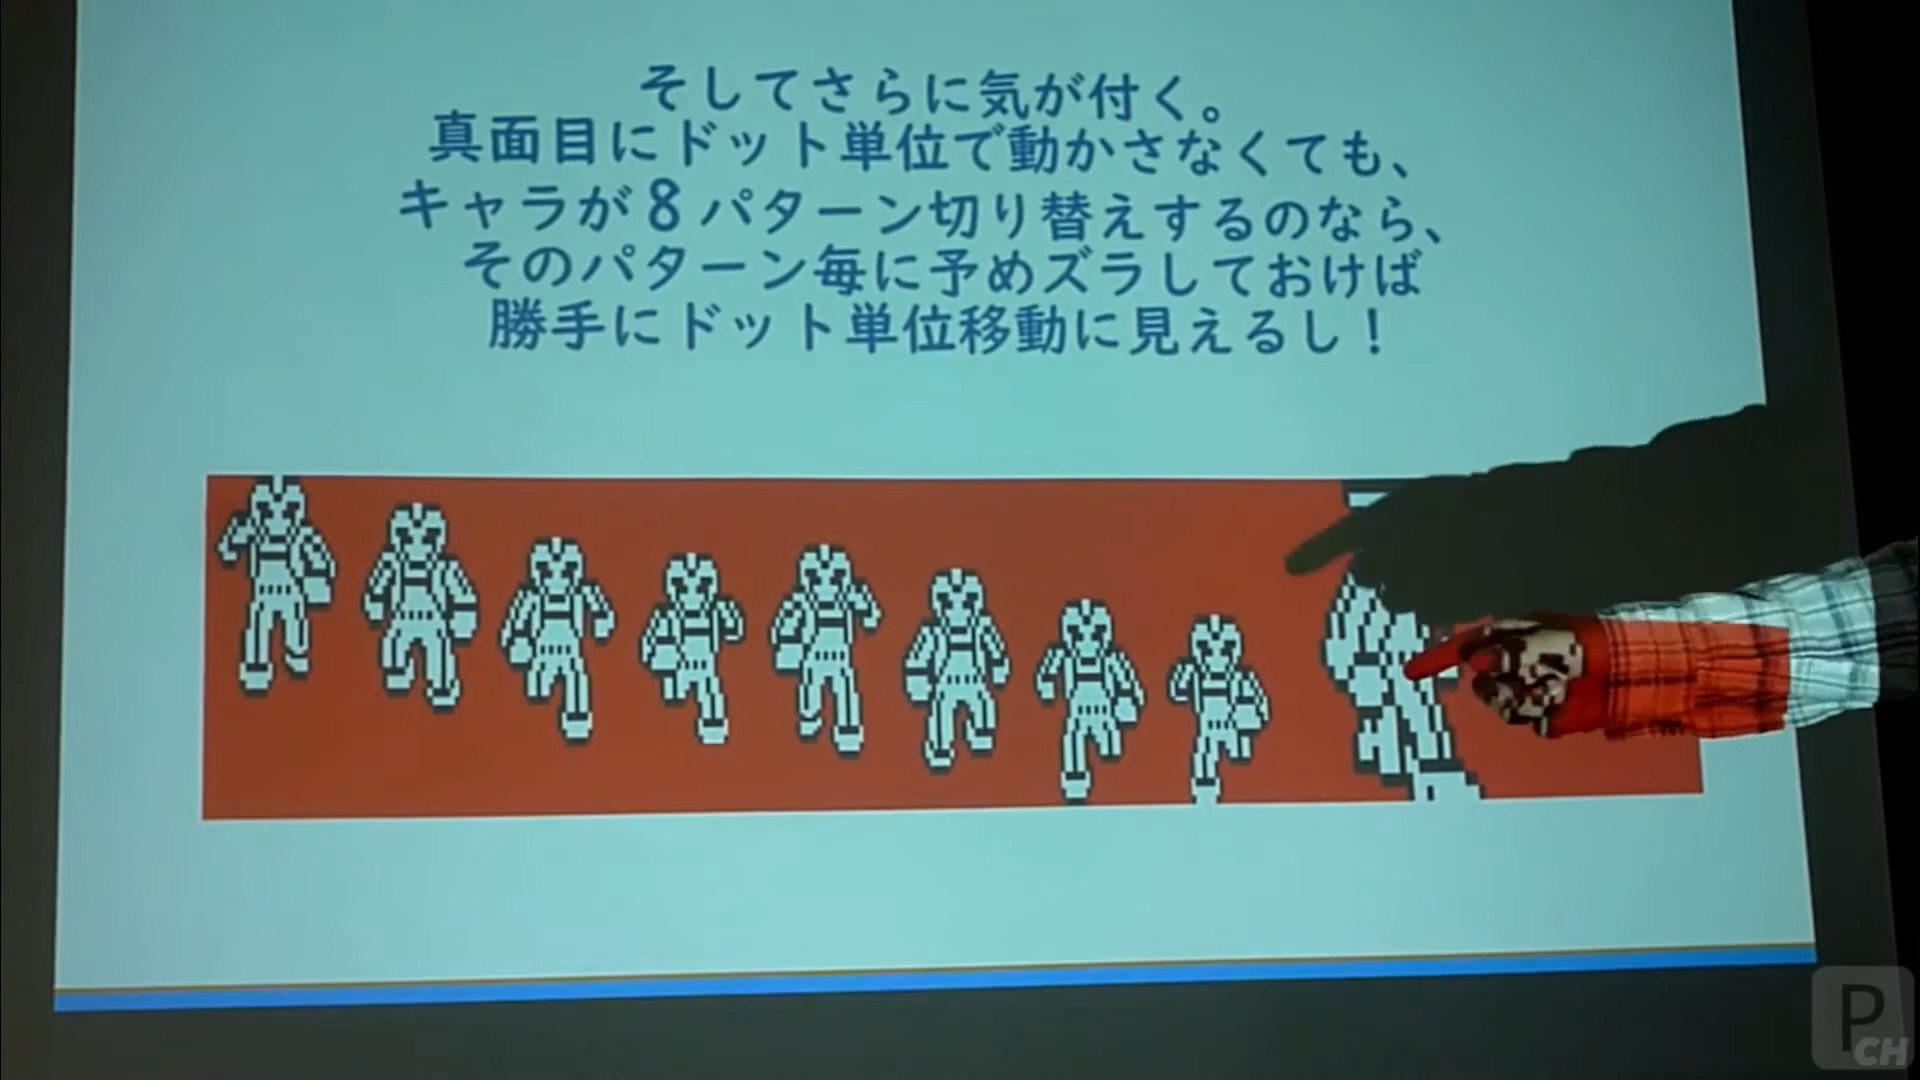 そしてさらに気が付く。
真面目にドット単位で動かさなくても、
キャラが8パターン切り替えするのなら、
そのパターン毎に予めズラしておけば
勝手にドット単位移動に見えるし！
P
CH